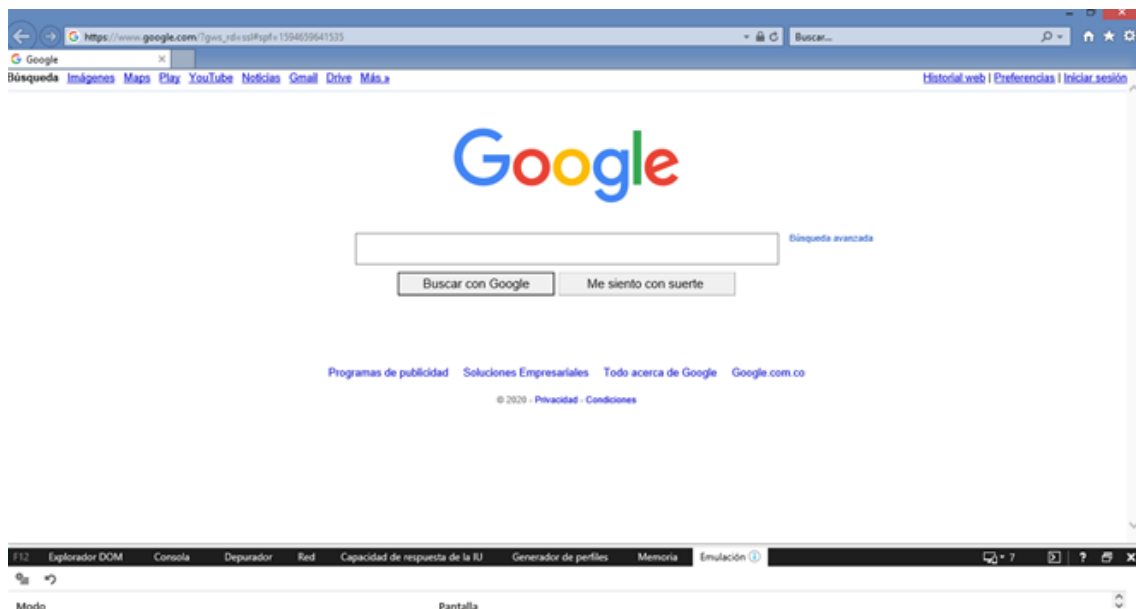 https://www.google.com/?gws_rd=ssl#spf=1594659641535 Buscar...
Google
Búsqueda Imágenes Maps Play YouTube Noticias Gmail Drive Más » Historial web | Preferencias | Iniciar sesión
Google
Búsqueda avanzada
Buscar con Google Me siento con suerte
Programas de publicidad Soluciones Empresariales Todo acerca de Google Google.com.co
© 2020 - Privacidad - Condiciones
F12 Explorador DOM Consola Depurador Red Capacidad de respuesta de la IU Generador de perfiles Memoria Emulación 7 ?
Modo Pantalla